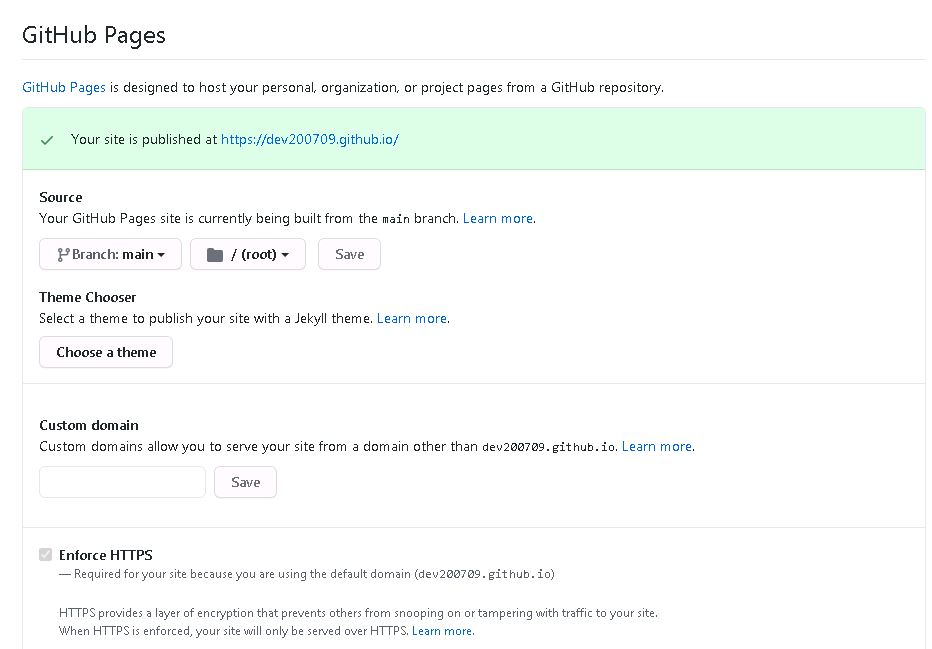 GitHub Pages
GitHub Pages is designed to host your personal, organization, or project pages from a GitHub repository.
Your site is published at https://dev200709.github.io/
Source
Your GitHub Pages site is currently being built from the main branch. Learn more.
Branch: main / (root) Save
Theme Chooser
Select a theme to publish your site with a Jekyll theme. Learn more.
Choose a theme
Custom domain
Custom domains allow you to serve your site from a domain other than dev200709.github.io. Learn more.
Save
Enforce HTTPS
— Required for your site because you are using the default domain (dev200709.github.io)
HTTPS provides a layer of encryption that prevents others from snooping on or tampering with traffic to your site.
When HTTPS is enforced, your site will only be served over HTTPS. Learn more.